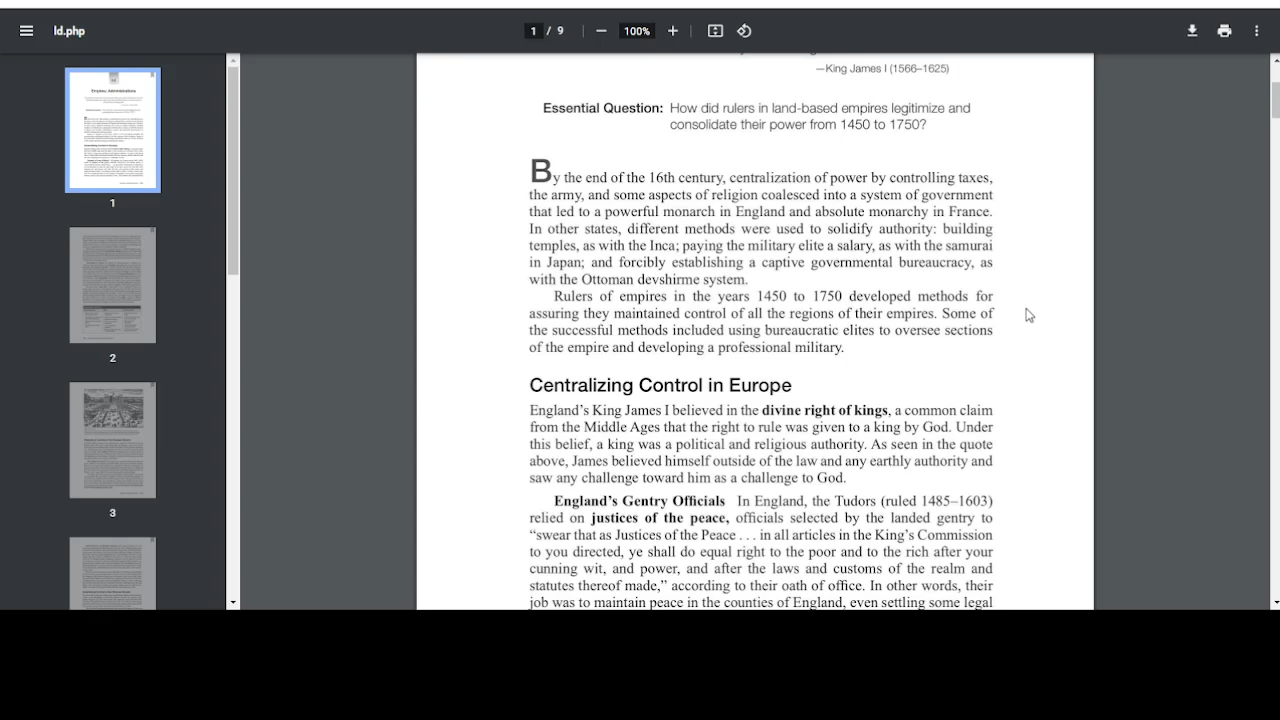 ld.php
1 / 9
100%
—King James I (1566–1625)
Essential Question: How did rulers in land-based empires legitimize and
consolidate their power from 1450 to 1750?
By the end of the 16th century, centralization of power by controlling taxes,
the army, and some aspects of religion coalesced into a system of government
that led to a powerful monarch in England and absolute monarchy in France.
In other states, different methods were used to solidify authority: building
temples, as with the Inca; paying the military elite a salary, as with the samurai
in Japan; and forcibly establishing a captive governmental bureaucracy, as
with the Ottoman devshirme system.
Rulers of empires in the years 1450 to 1750 developed methods for
assuring they maintained control of all the regions of their empires. Some of
the successful methods included using bureaucratic elites to oversee sections
of the empire and developing a professional military.
Centralizing Control in Europe
England's King James I believed in the divine right of kings, a common claim
from the Middle Ages that the right to rule was given to a king by God. Under
this belief, a king was a political and religious authority. As seen in the quote
above, James believed himself outside of the law and any earthly authority and
saw any challenge toward him as a challenge to God.
England's Gentry Officials In England, the Tudors (ruled 1485–1603)
relied on justices of the peace, officials selected by the landed gentry to
“swear that as Justices of the Peace . . . in all articles in the King's Commission
to you directed, ye shall do equal right to the poor and to the rich after your
cunning wit, and power, and after the laws and customs of the realm and
statutes thereof made,” according to their oath of office. In other words, their
job was to maintain peace in the counties of England, even settling some legal
Empires: Administration
1
2
3